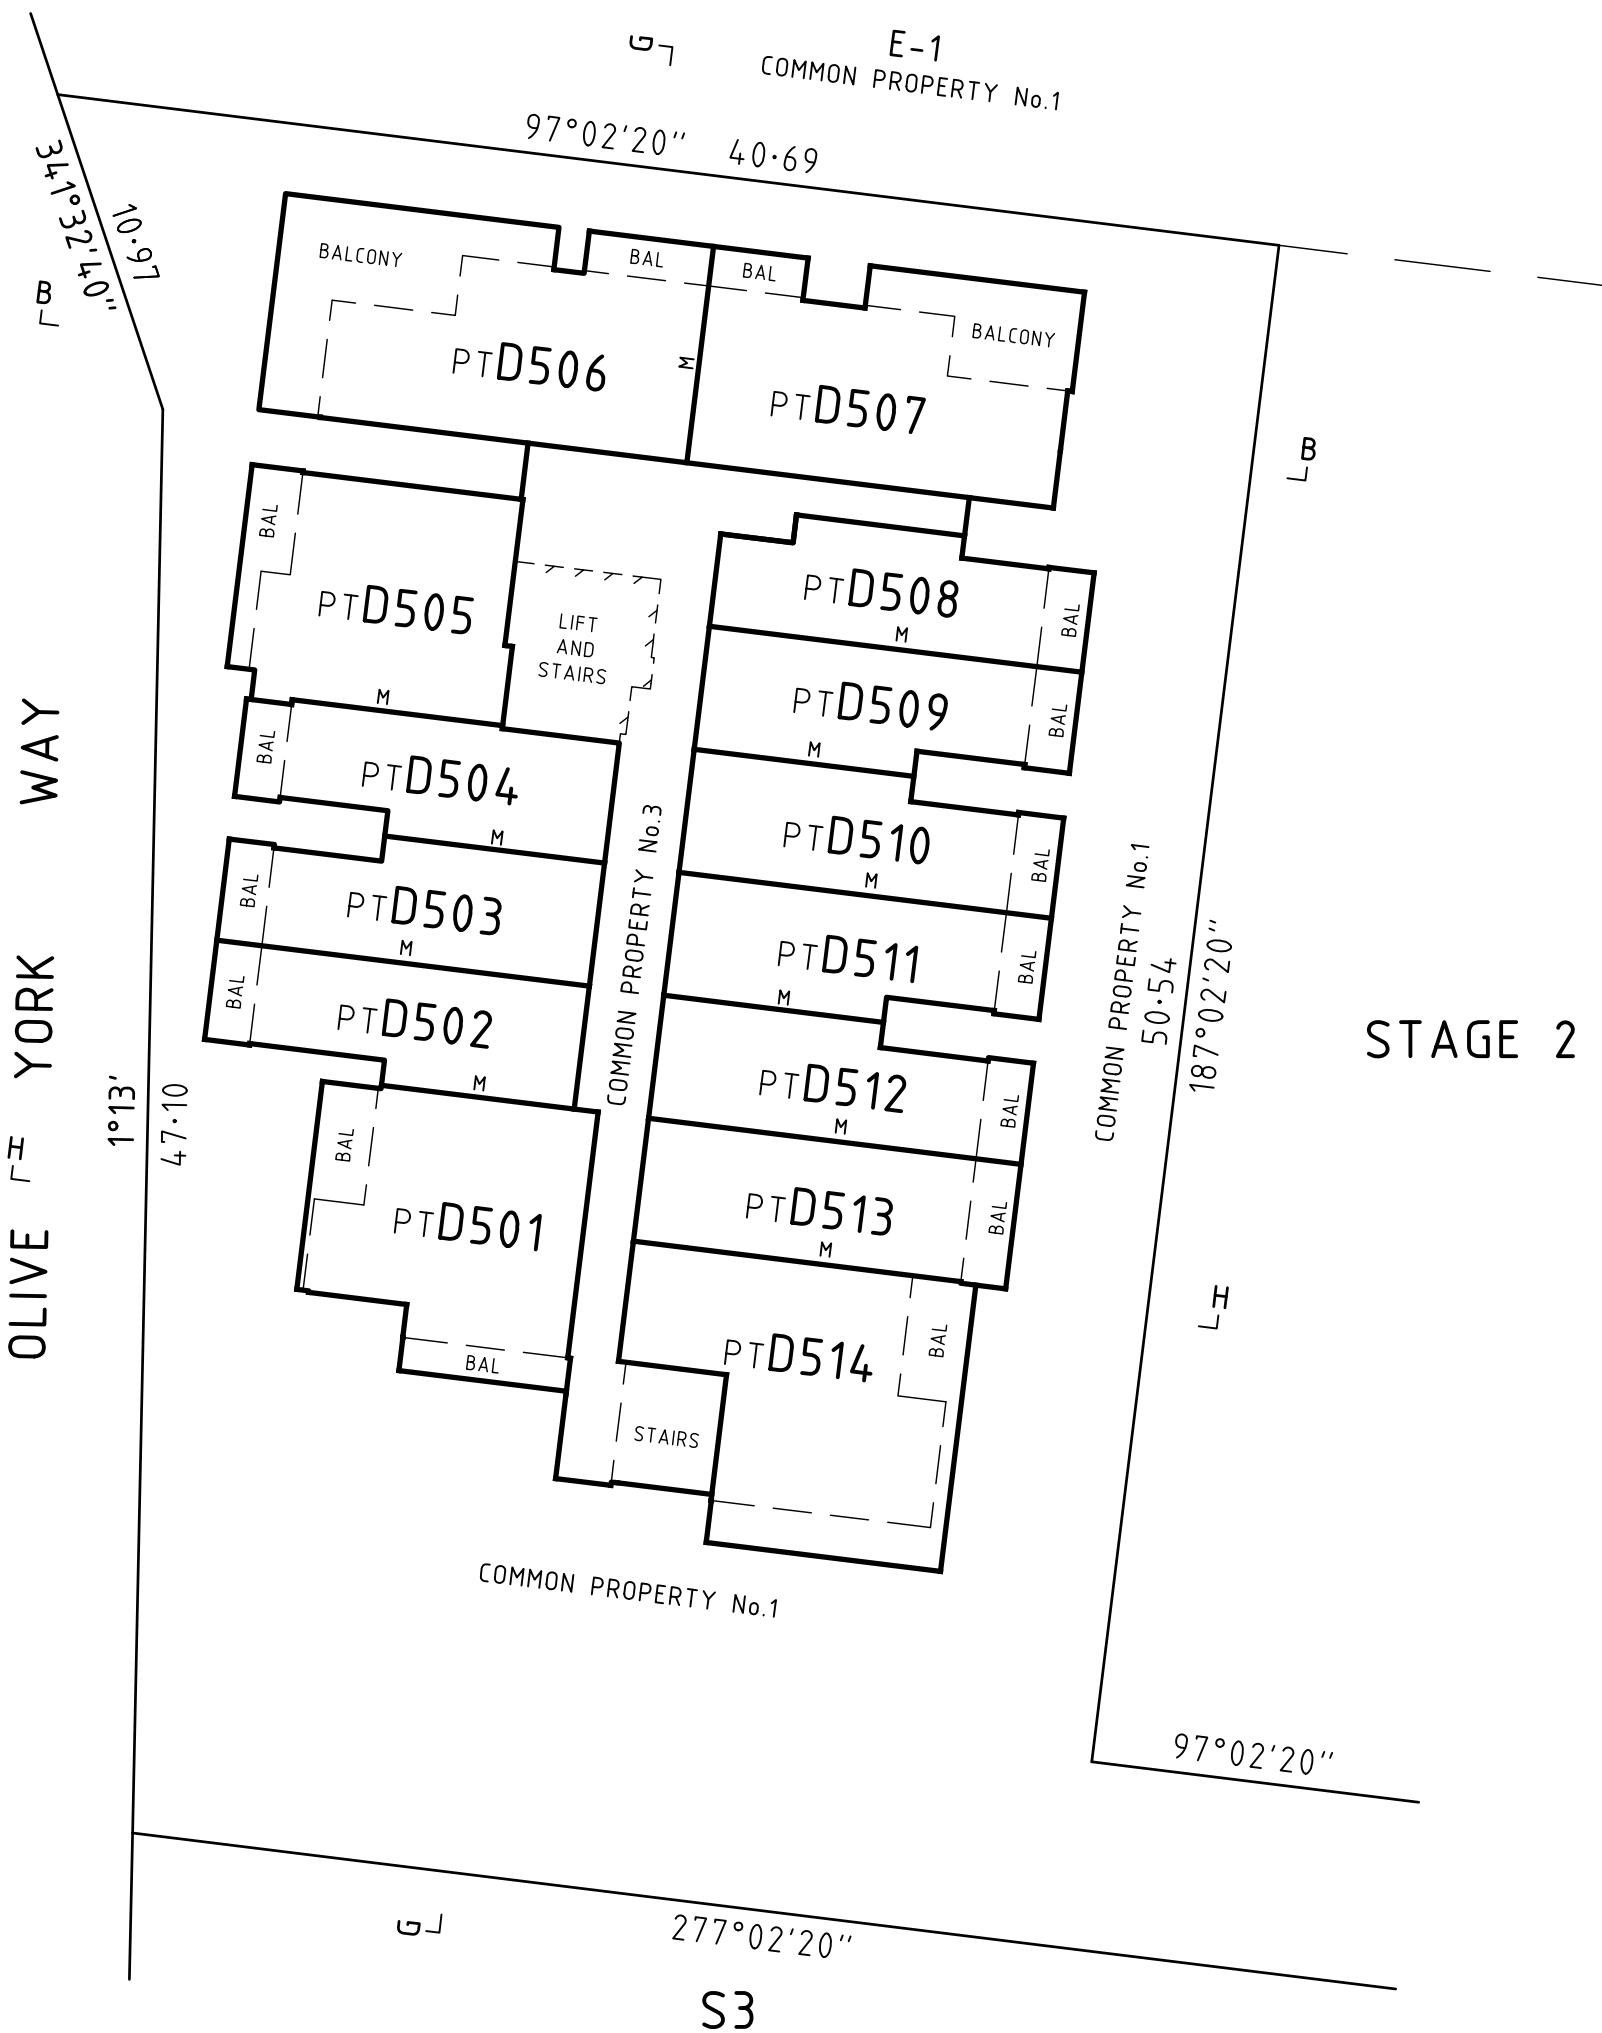 G
E-1
COMMON PROPERTY No.1
97°02'20" 40·69
341°32'40"
10·97
B
BALCONY
BAL
BAL
BALCONY
PTD506
M
PTD507
B
BAL
PTD505
LIFT
AND
STAIRS
PTD508
M
BAL
M
PTD509
M
BAL
BAL
PTD504
M
PTD510
M
BAL
BAL
PTD503
M
COMMON PROPERTY No.3
PTD511
M
BAL
BAL
PTD502
M
COMMON PROPERTY No.1
50·54
187°02'20"
STAGE 2
OLIVE YORK WAY
H
1°13'
47·10
PTD512
M
BAL
BAL
PTD501
BAL
PTD513
M
BAL
H
PTD514
BAL
STAIRS
COMMON PROPERTY No.1
97°02'20"
G
277°02'20"
S3